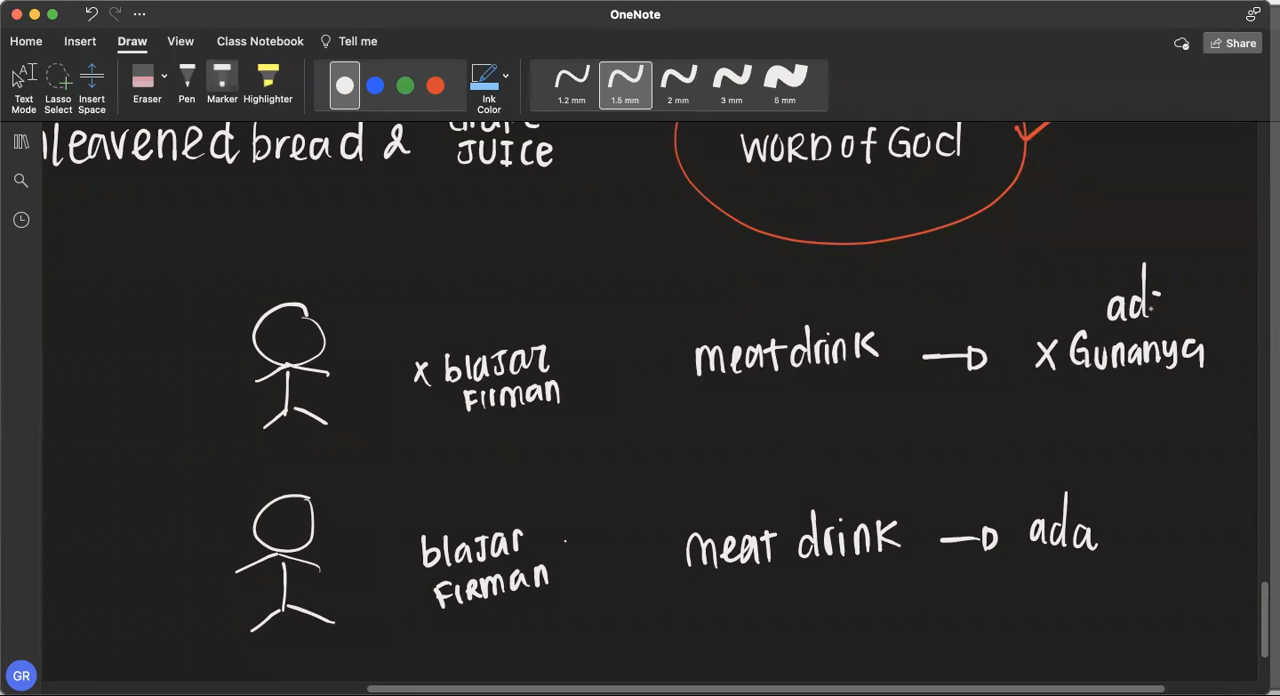 OneNote
Home Insert Draw View Class Notebook Tell me
Share
Text Mode
Lasso Select
Insert Space
Eraser
Pen
Marker
Highlighter
Ink Color
1.2 mm
1.5 mm
2 mm
3 mm
5 mm
leavened bread &
JUICE
WORD of GOD
ad
x blajar
Firman
meat drink
x Gunanya
blajar
Firman
meat drink
ada
GR